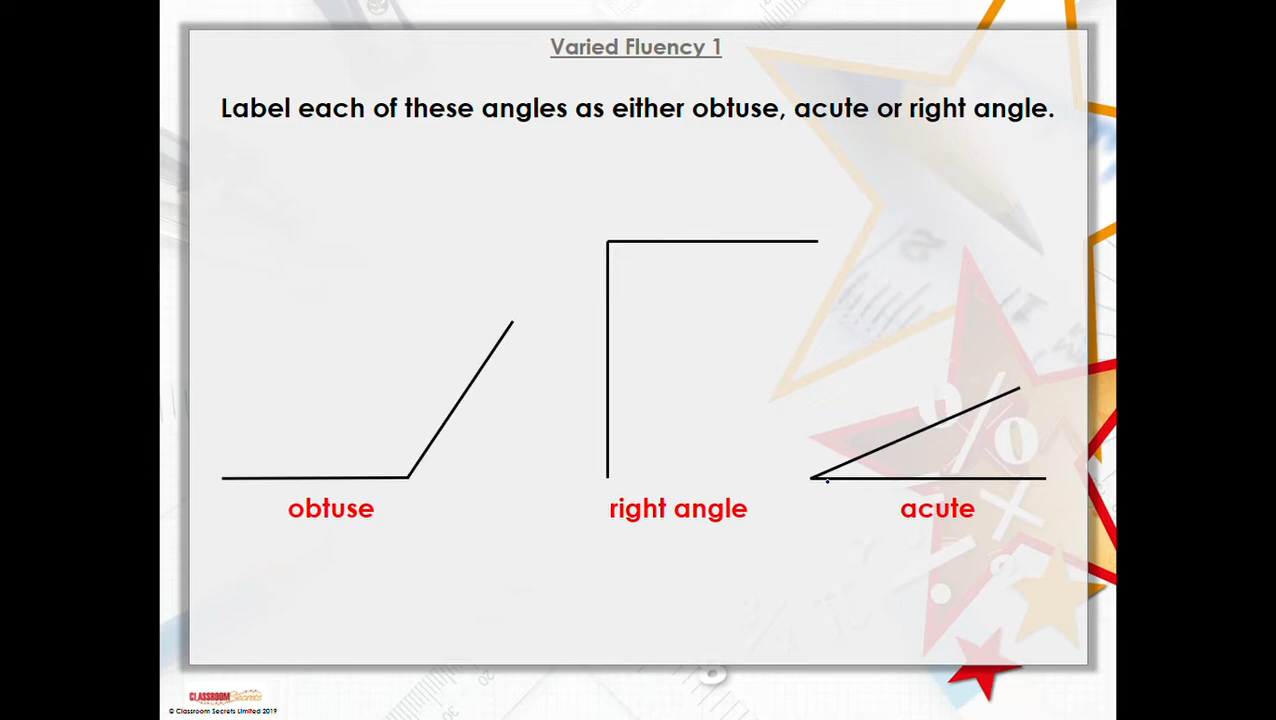 Varied Fluency 1
Label each of these angles as either obtuse, acute or right angle.
obtuse
right angle
acute
CLASSROOM Secrets
© Classroom Secrets Limited 2019